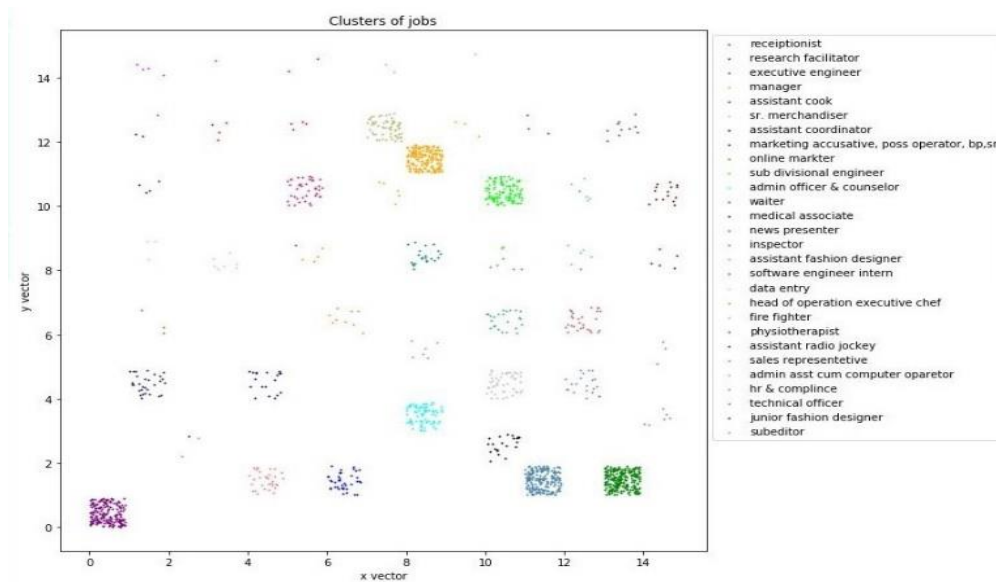 Clusters of jobs
14
12
10
8
6
4
2
0
y vector
0 2 4 6 8 10 12 14
x vector
receiptionist
research facilitator
executive engineer
manager
assistant cook
sr. merchandiser
assistant coordinator
marketing accusative, poss operator, bp,sr
online markter
sub divisional engineer
admin officer & counselor
waiter
medical associate
news presenter
inspector
assistant fashion designer
software engineer intern
data entry
head of operation executive chef
fire fighter
physiotherapist
assistant radio jockey
sales representetive
admin asst cum computer oparetor
hr & complince
technical officer
junior fashion designer
subeditor